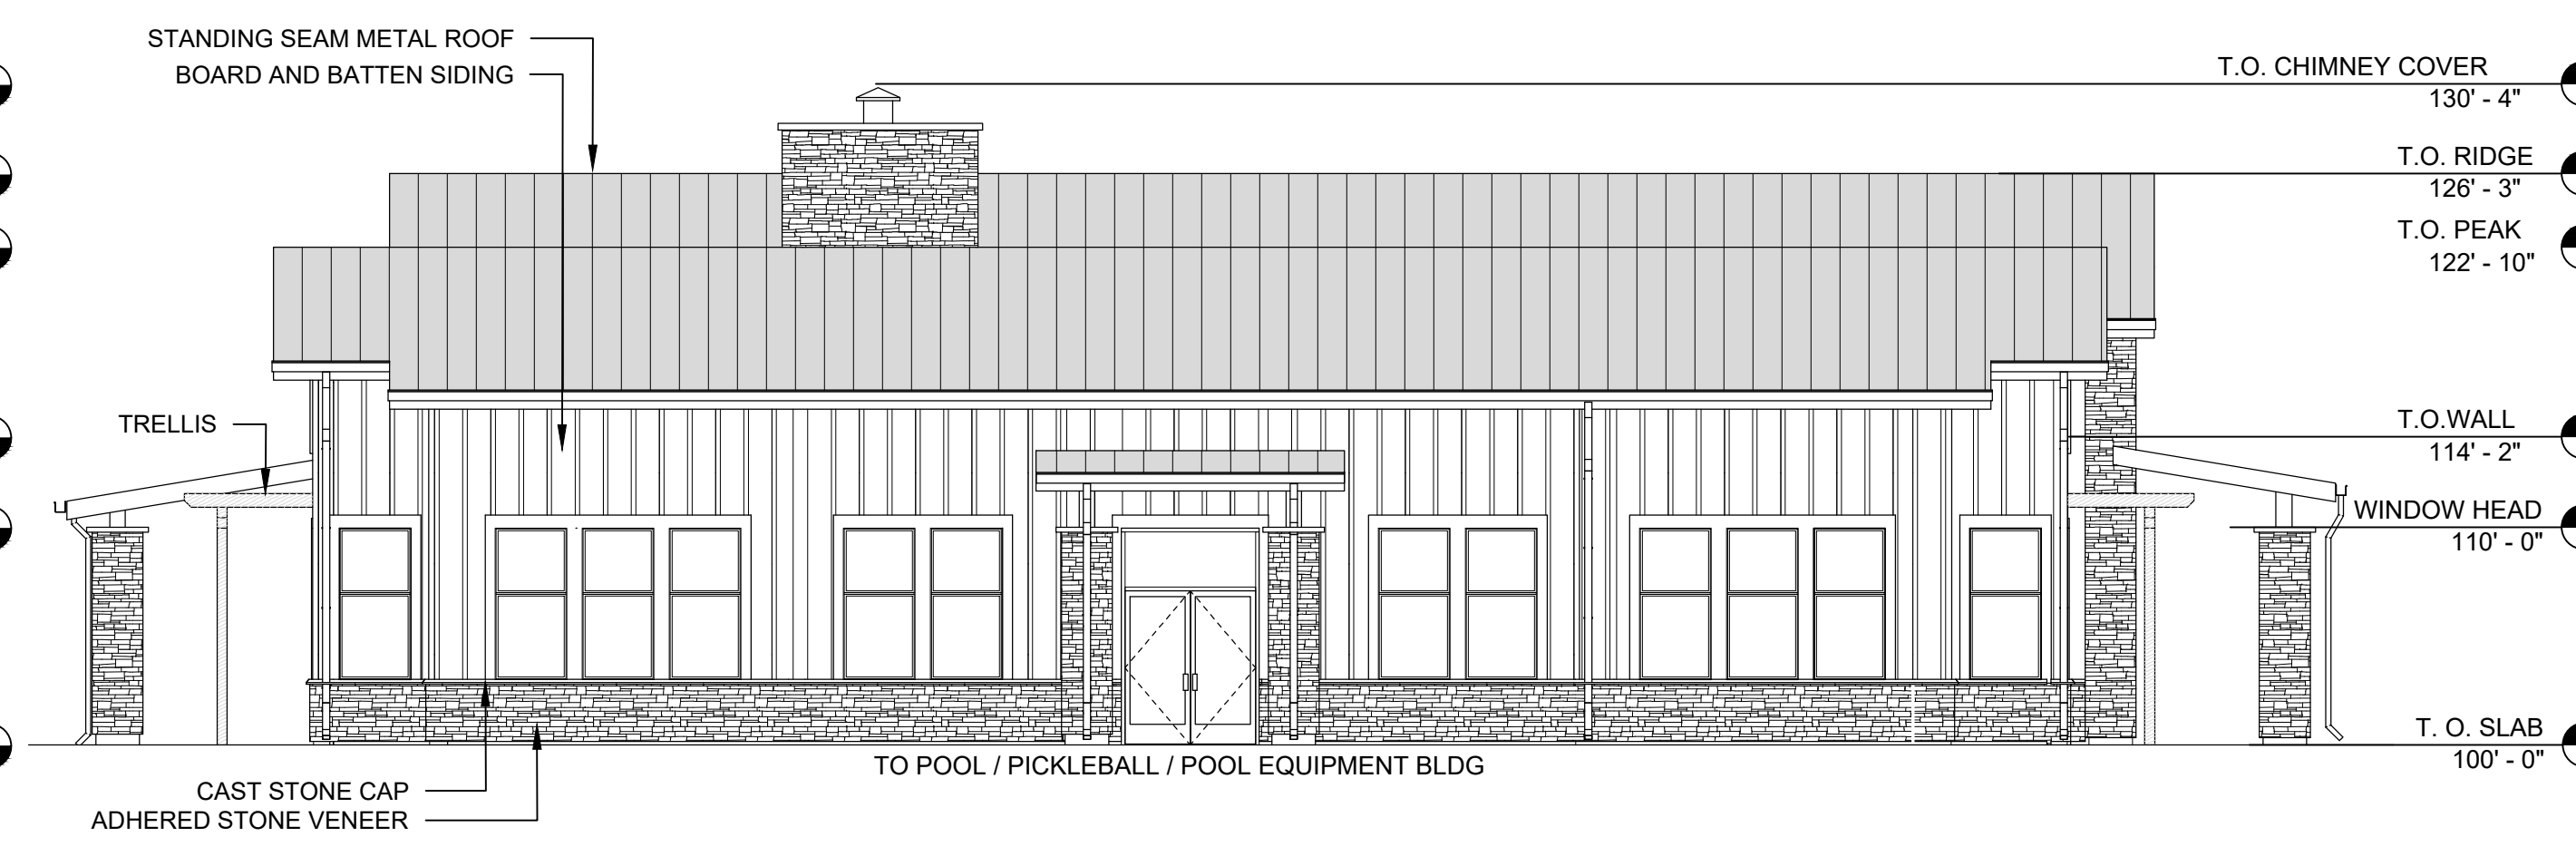 STANDING SEAM METAL ROOF
BOARD AND BATTEN SIDING
T.O. CHIMNEY COVER
130' - 4"
T.O. RIDGE
126' - 3"
T.O. PEAK
122' - 10"
TRELLIS
T.O.WALL
114' - 2"
WINDOW HEAD
110' - 0"
T. O. SLAB
100' - 0"
TO POOL / PICKLEBALL / POOL EQUIPMENT BLDG
CAST STONE CAP
ADHERED STONE VENEER